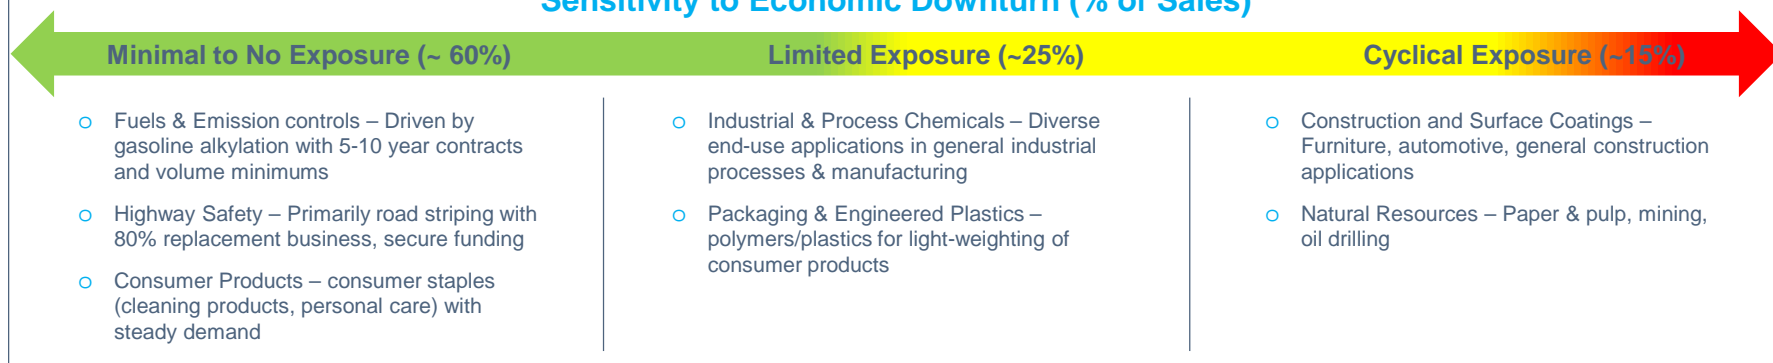 Sensitivity to Economic Downturn (% of Sales)
Minimal to No Exposure (~ 60%)
Limited Exposure (~25%)
Cyclical Exposure (~15%)
o Fuels & Emission controls – Driven by
gasoline alkylation with 5-10 year contracts
and volume minimums
o Highway Safety – Primarily road striping with
80% replacement business, secure funding
o Consumer Products – consumer staples
(cleaning products, personal care) with
steady demand
o Industrial & Process Chemicals – Diverse
end-use applications in general industrial
processes & manufacturing
o Packaging & Engineered Plastics –
polymers/plastics for light-weighting of
consumer products
o Construction and Surface Coatings –
Furniture, automotive, general construction
applications
o Natural Resources – Paper & pulp, mining,
oil drilling